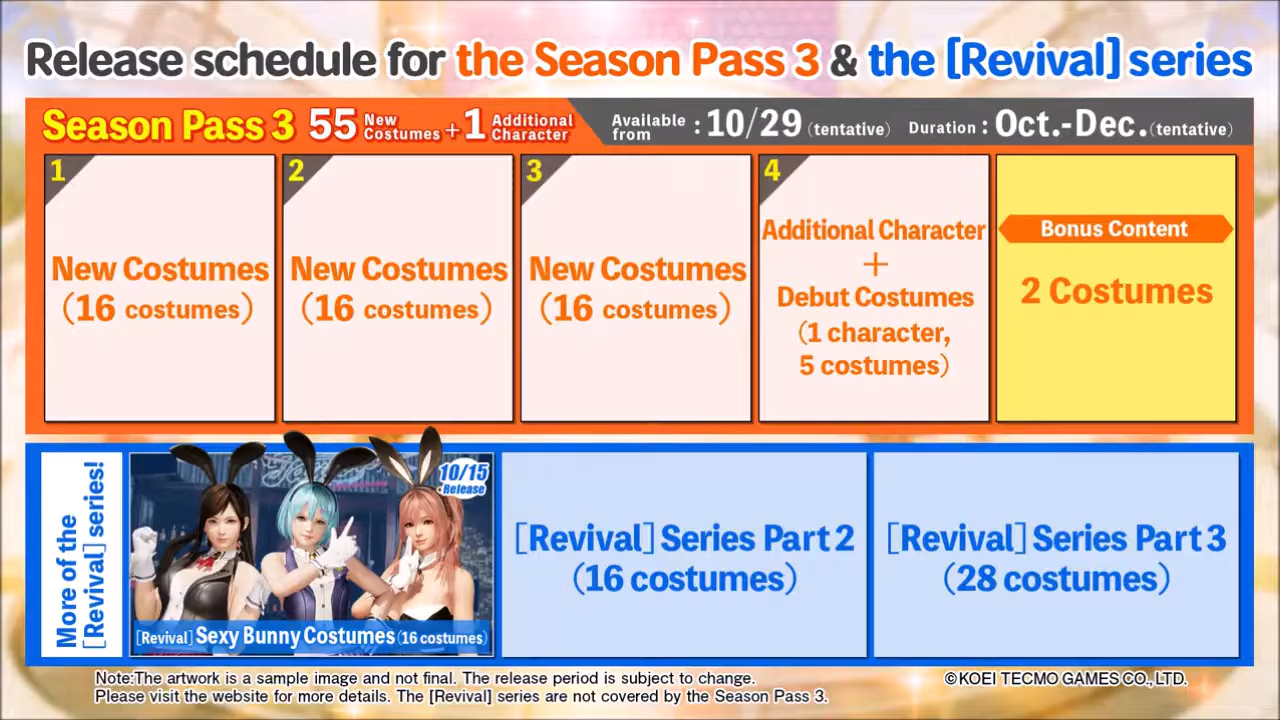 Release schedule for the Season Pass 3 & the [Revival] series
Season Pass 3 55 New Costumes + 1 Additional Character Available from : 10/29 (tentative) Duration : Oct.-Dec. (tentative)
1
New Costumes
(16 costumes)
2
New Costumes
(16 costumes)
3
New Costumes
(16 costumes)
4
Additional Character
+
Debut Costumes
(1 character,
5 costumes)
Bonus Content
2 Costumes
More of the
[Revival] series!
10/15
Release
[Revival] Sexy Bunny Costumes (16 costumes)
[Revival] Series Part 2
(16 costumes)
[Revival] Series Part 3
(28 costumes)
Note:The artwork is a sample image and not final. The release period is subject to change.
Please visit the website for more details. The [Revival] series are not covered by the Season Pass 3.
©KOEI TECMO GAMES CO., LTD.